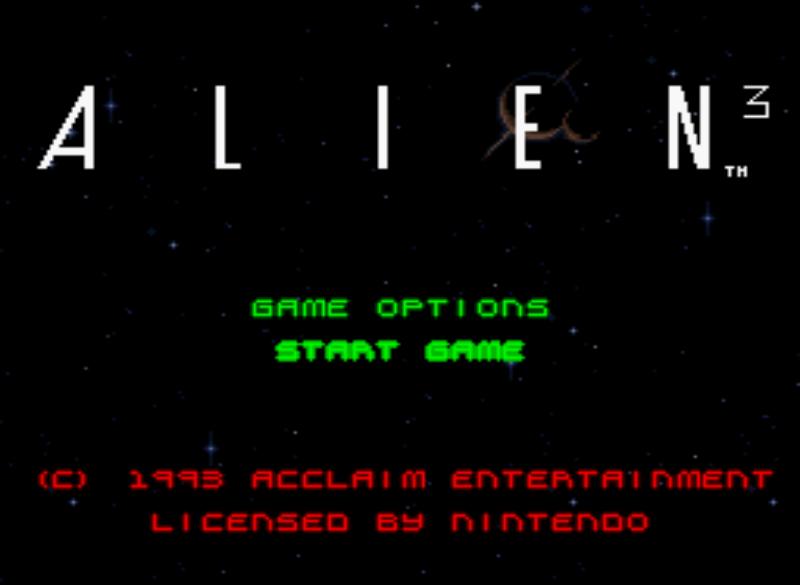 ALIEN³
TM
GAME OPTIONS
START GAME
(C) 1993 ACCLAIM ENTERTAINMENT
LICENSED BY NINTENDO